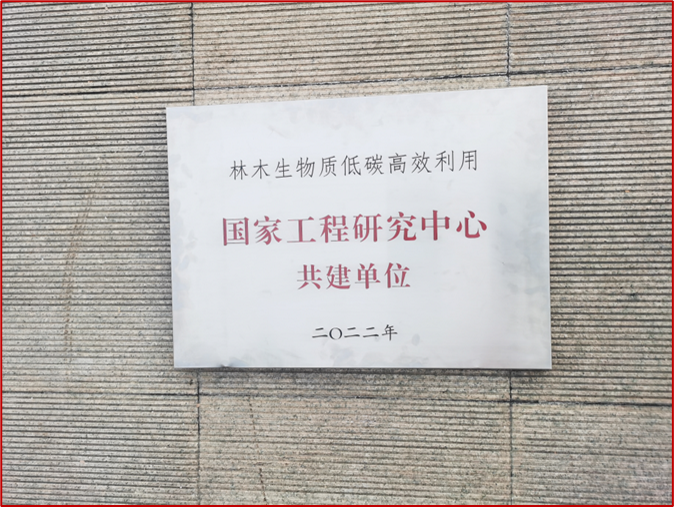 林木生物质低碳高效利用
国家工程研究中心
共建单位
二〇二二年